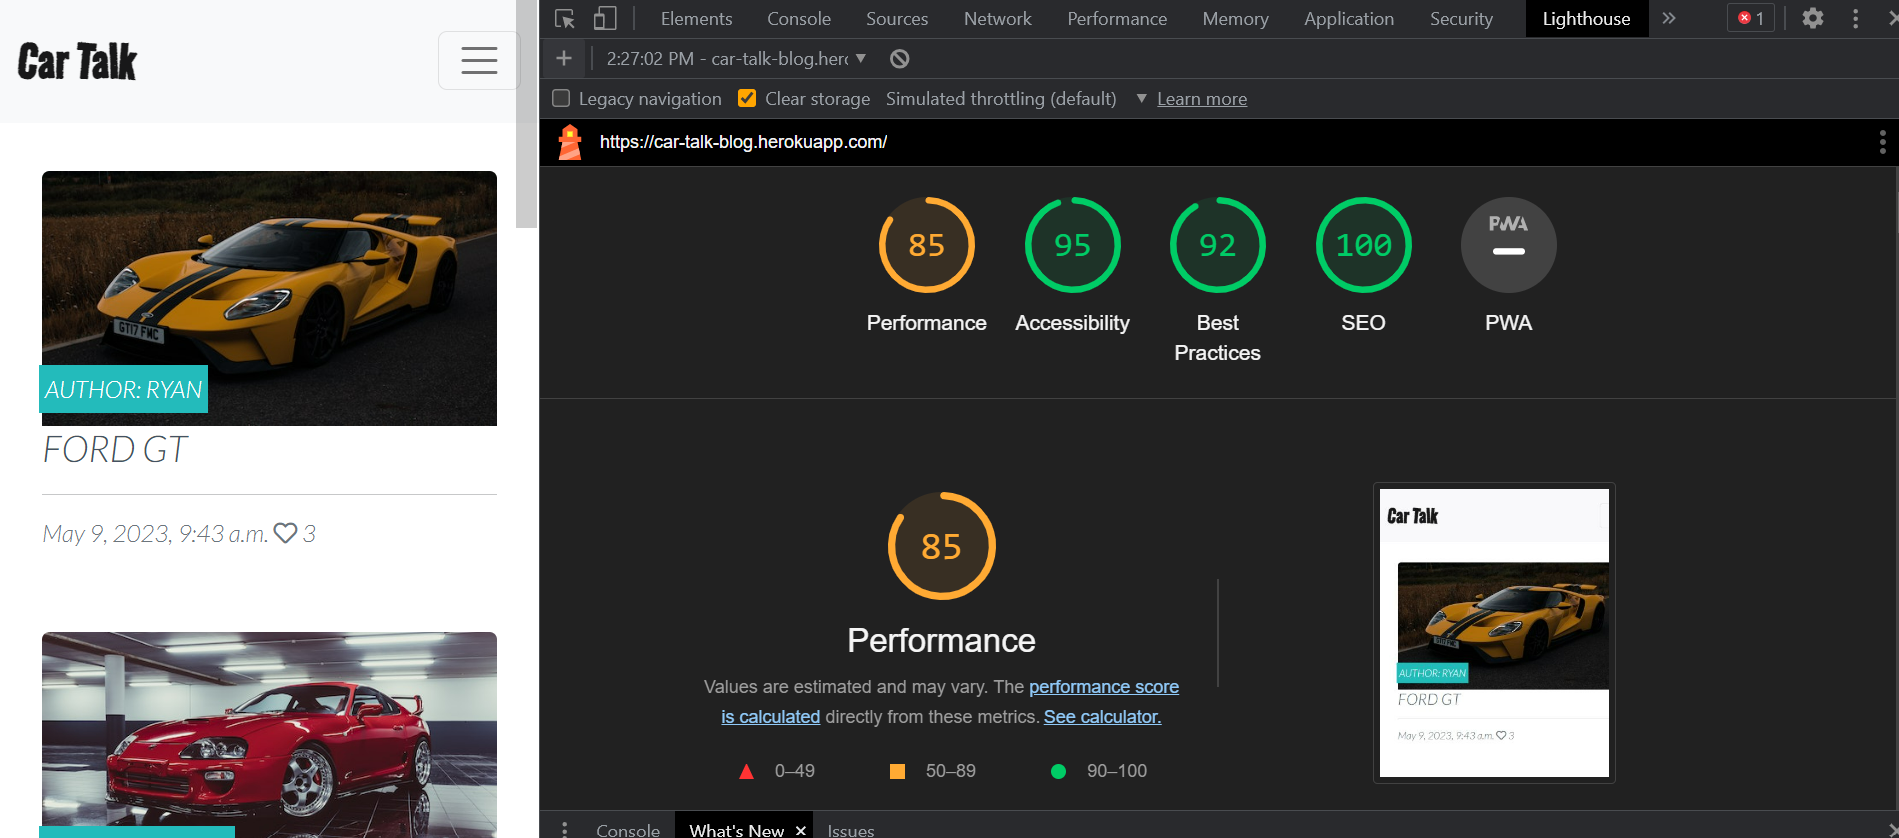 Car Talk
GT17 FMC
AUTHOR: RYAN
FORD GT
May 9, 2023, 9:43 a.m. 3
Elements Console Sources Network Performance Memory Application Security Lighthouse » 1
+ 2:27:02 PM - car-talk-blog.hero
Legacy navigation Clear storage Simulated throttling (default) Learn more
https://car-talk-blog.herokuapp.com/
85 95 92 100 PWA
Performance Accessibility Best Practices SEO PWA
85
Performance
Values are estimated and may vary. The performance score
is calculated directly from these metrics. See calculator.
0–49 50–89 90–100
Car Talk
GT17 FMC
AUTHOR: RYAN
FORD GT
May 9, 2023, 9:43 a.m. 3
Console What's New × Issues